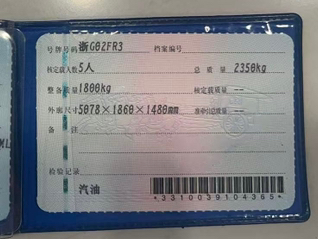 号牌号码 浙G02FR3 档案编号
核定载人数 5人 总质量 2350kg
整备质量 1800kg 核定载质量 --
外廓尺寸 5078×1860×1480mm 准牵引总质量 --
备注
检验记录
汽油
*3310039104365*